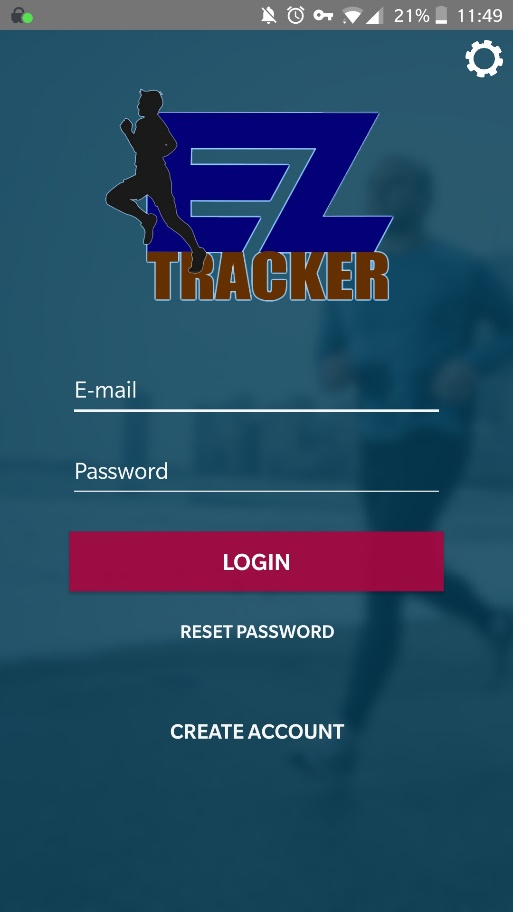 21% 11:49
EZ
TRACKER
E-mail
Password
LOGIN
RESET PASSWORD
CREATE ACCOUNT